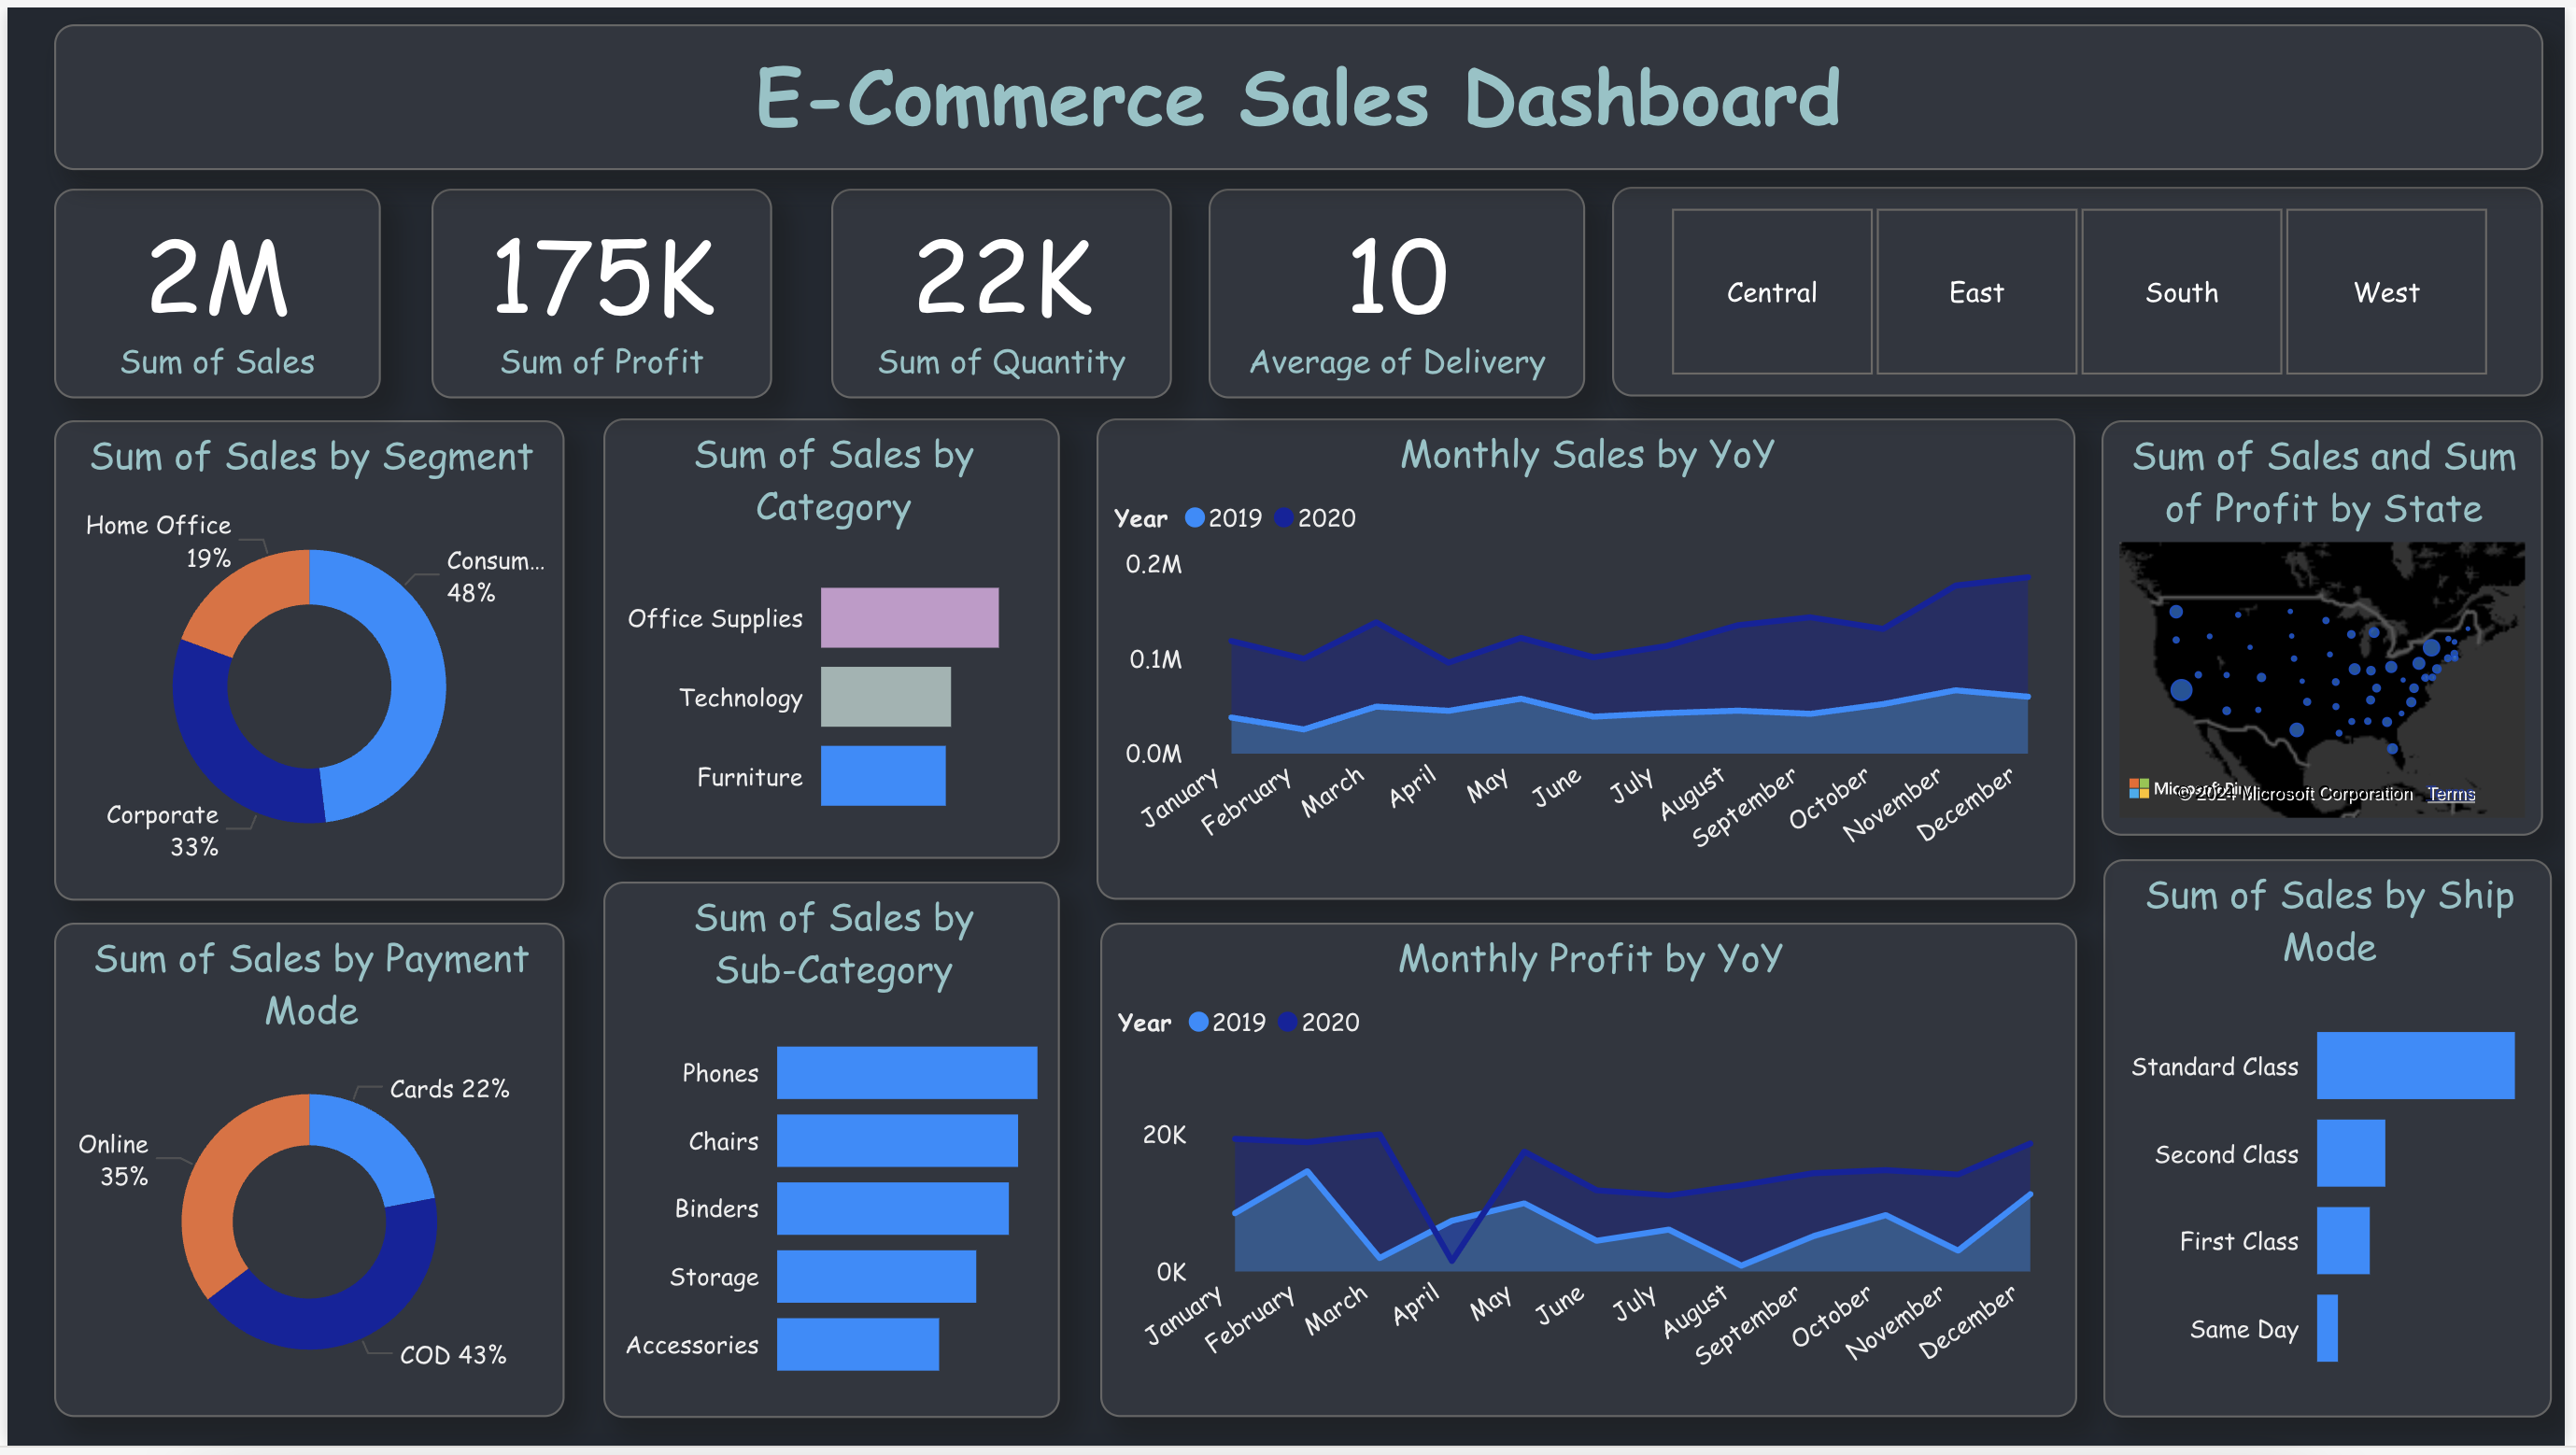 E-Commerce Sales Dashboard
2M
Sum of Sales
175K
Sum of Profit
22K
Sum of Quantity
10
Average of Delivery
Central
East
South
West
Sum of Sales by Segment
Home Office
19%
Consum...
48%
Corporate
33%
Sum of Sales by
Category
Office Supplies
Technology
Furniture
Monthly Sales by YoY
Year 2019 2020
0.2M
0.1M
0.0M
January
February
March
April
May
June
July
August
September
October
November
December
Sum of Sales and Sum
of Profit by State
© 2024 Microsoft Corporation Terms
Sum of Sales by Payment
Mode
Cards 22%
Online
35%
COD 43%
Sum of Sales by
Sub-Category
Phones
Chairs
Binders
Storage
Accessories
Monthly Profit by YoY
Year 2019 2020
20K
0K
January
February
March
April
May
June
July
August
September
October
November
December
Sum of Sales by Ship
Mode
Standard Class
Second Class
First Class
Same Day